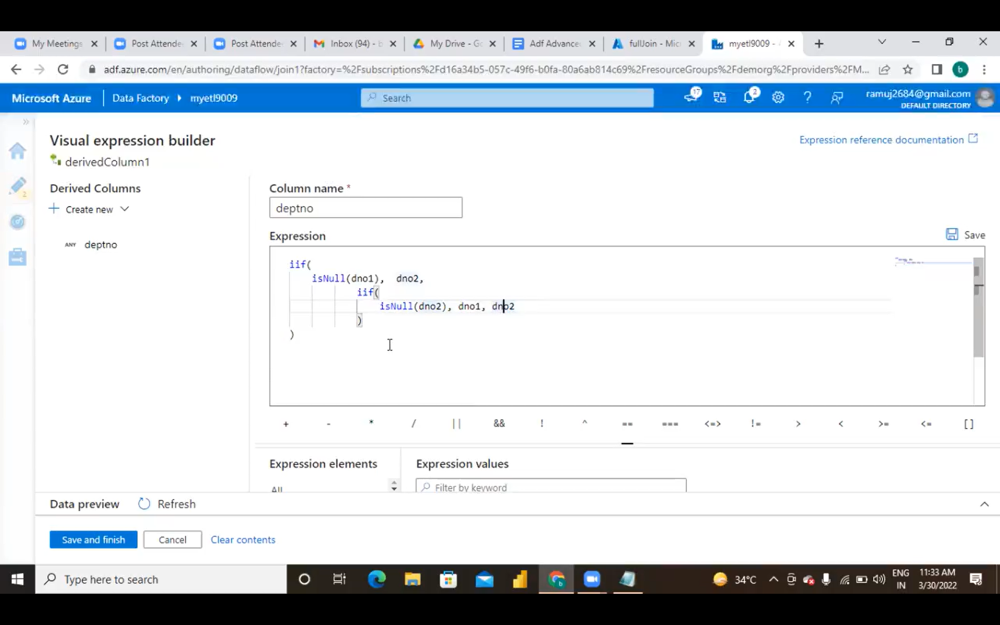 My Meetings
Post Attende
Post Attende
Inbox (94) - b
My Drive - Go
Adf Advance
fullJoin - Mic
myetl9009 -
adf.azure.com/en/authoring/dataflow/join1?factory=%2Fsubscriptions%2Fd16a34b5-057c-49f6-b0fa-80a6ab814c69%2FresourceGroups%2Fdemorg%2Fproviders%2FM...
b
Microsoft Azure
Data Factory
myetl9009
Search
17
2
ramuj2684@gmail.com
DEFAULT DIRECTORY
Visual expression builder
Expression reference documentation
derivedColumn1
2
Derived Columns
Create new
ANY deptno
Column name *
deptno
Expression
Save
iif(
isNull(dno1), dno2,
iif(
isNull(dno2), dno1, dno2
)
)
+ - * / || && ! ^ == === <=> != > < >= <= []
Expression elements
Expression values
All
Filter by keyword
Data preview
Refresh
Save and finish
Cancel
Clear contents
Type here to search
34°C
ENG
IN
11:33 AM
3/30/2022